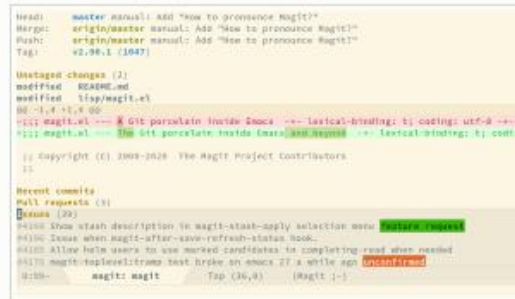 Head: master manual: Add "How to pronounce Magit?"
Merge: origin/master manual: Add "How to pronounce Magit?"
Push: origin/master manual: Add "How to pronounce Magit?"
Tag: v2.90.1 (1047)
Unstaged changes (2)
modified README.md
modified lisp/magit.el
@@ -1,4 +1,4 @@
-;;; magit.el --- A Git porcelain inside Emacs -*- lexical-binding: t; coding: utf-8 -*-
+;;; magit.el --- The Git porcelain inside Emacs and beyond -*- lexical-binding: t; codi
;; Copyright (C) 2008-2020 The Magit Project Contributors
;;
Recent commits
Pull requests (3)
Issues (20)
Show stash description in magit-stash-apply selection menu feature request
Issue when magit-after-save-refresh-status hook.
Allow helm users to use marked candidates in completing-read when needed
magit-toplevel:tramp test broke on emacs 27 a while ago unconfirmed
magit: magit Top (36,0) (Magit ;-)